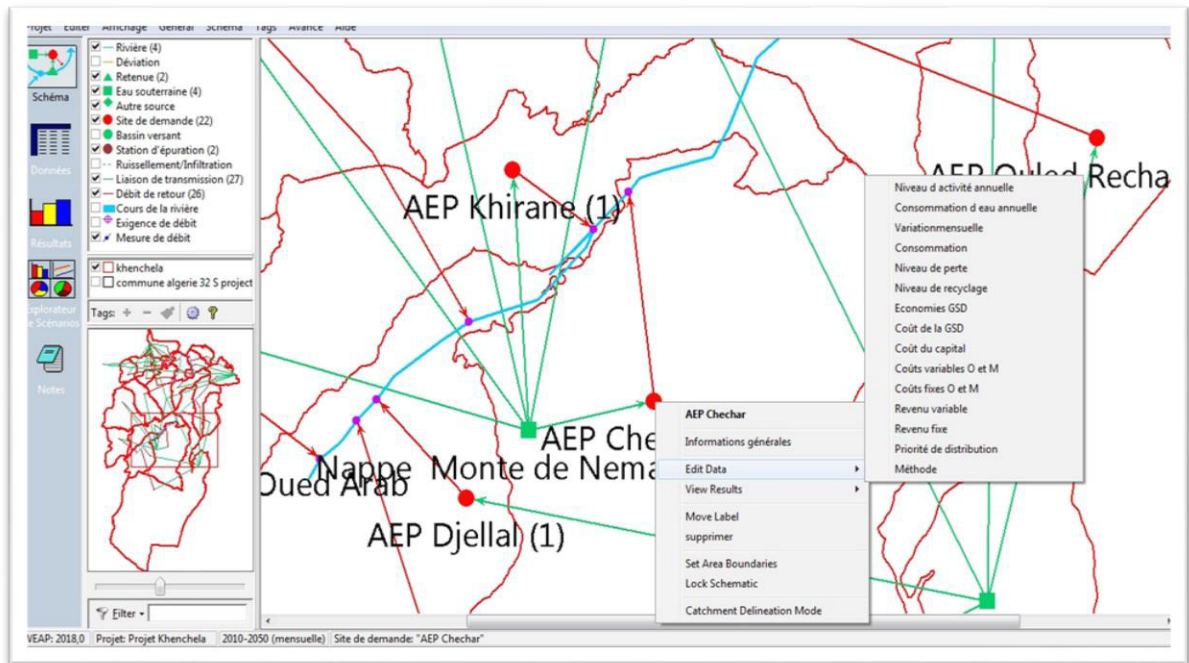 Projet Editer Affichage Général Schéma Tags Avancé Aide
Schéma
Données
Résultats
Explorateur
de Scénarios
Notes
Rivière (4)
Déviation
Retenue (2)
Eau souterraine (4)
Autre source
Site de demande (22)
Bassin versant
Station d'épuration (2)
Ruissellement/Infiltration
Liaison de transmission (27)
Débit de retour (26)
Cours de la rivière
Exigence de débit
Mesure de débit
khenchela
commune algerie 32 S project
Tags:
Filter
AEP Khirane (1)
AEP Ouled Recha
AEP Che
Nappe Monte de Nema
Oued Arab
AEP Djellal (1)
AEP Chechar
Informations générales
Edit Data
View Results
Move Label
supprimer
Set Area Boundaries
Lock Schematic
Catchment Delineation Mode
Niveau d activité annuelle
Consommation d eau annuelle
Variationmensuelle
Consommation
Niveau de perte
Niveau de recyclage
Economies GSD
Coût de la GSD
Coût du capital
Coûts variables O et M
Coûts fixes O et M
Revenu variable
Revenu fixe
Priorité de distribution
Méthode
VEAP: 2018,0 Projet: Projet Khenchela 2010-2050 (mensuelle) Site de demande: "AEP Chechar"